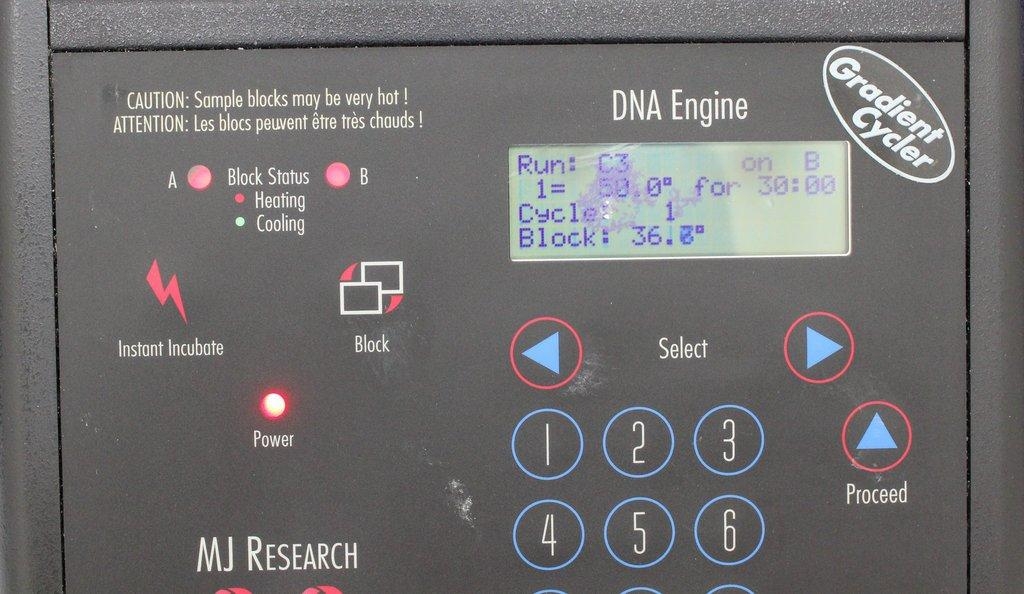 CAUTION: Sample blocks may be very hot !
ATTENTION: Les blocs peuvent être très chauds !
A Block Status B
Heating
Cooling
Instant Incubate
Block
Power
MJ RESEARCH
DNA Engine
Gradient
Cycler
Run: C3 on B
1= 50.0° for 30:00
Cycle: 1
Block: 36.0°
Select
1 2 3
Proceed
4 5 6